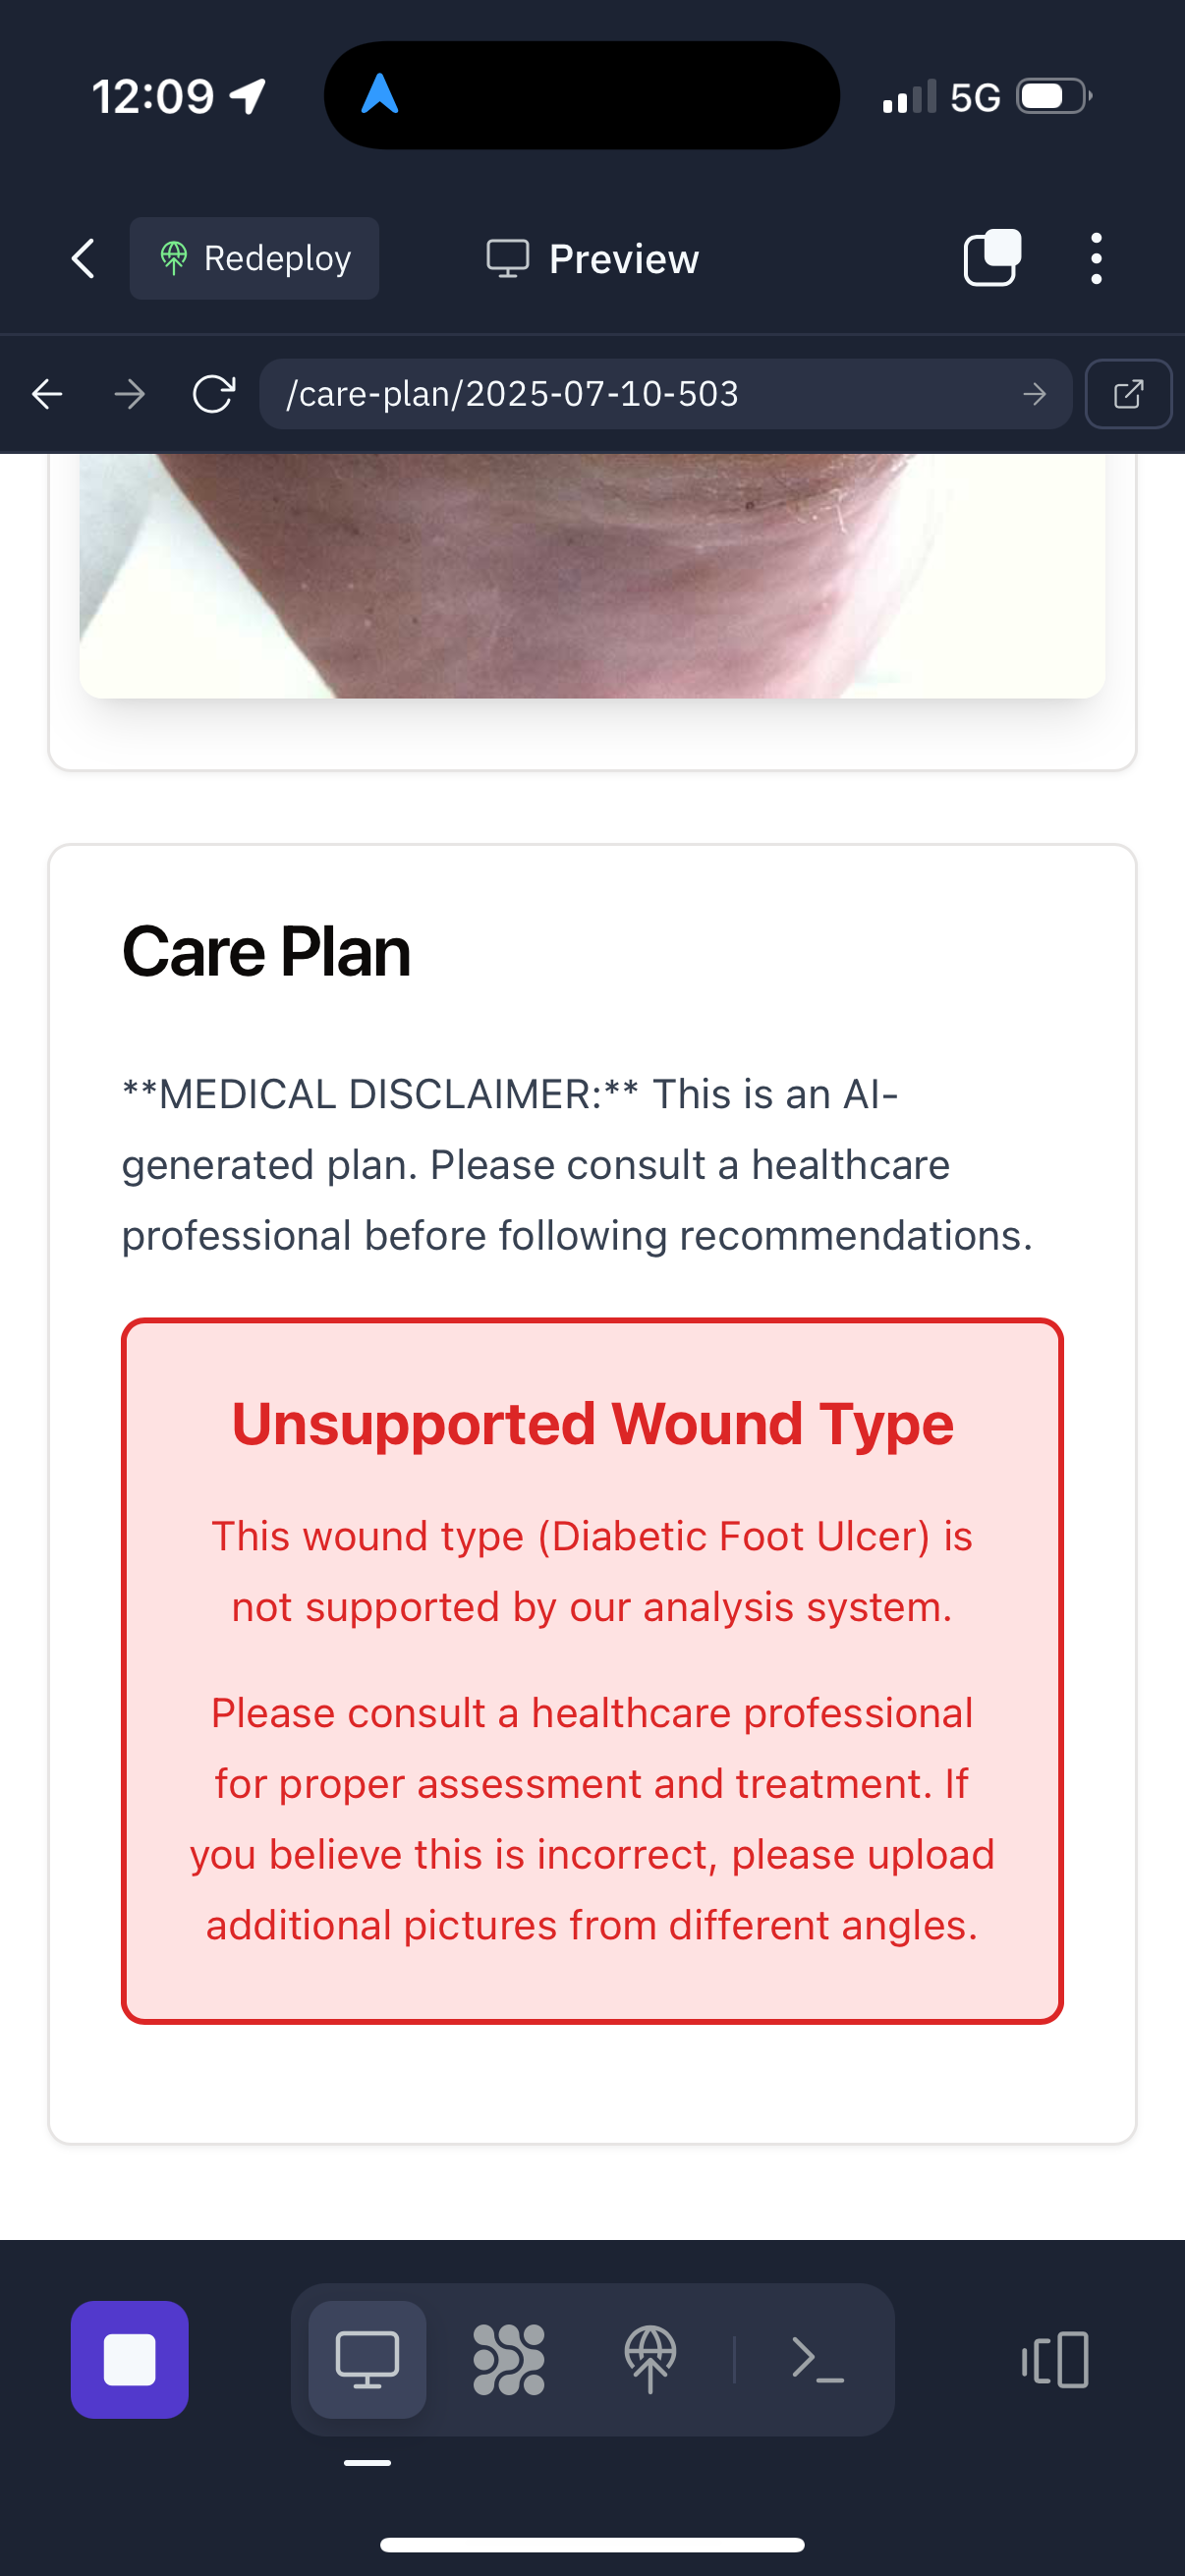 12:09
5G
Redeploy
Preview
/care-plan/2025-07-10-503
Care Plan
**MEDICAL DISCLAIMER:** This is an AI-
generated plan. Please consult a healthcare
professional before following recommendations.
Unsupported Wound Type
This wound type (Diabetic Foot Ulcer) is
not supported by our analysis system.
Please consult a healthcare professional
for proper assessment and treatment. If
you believe this is incorrect, please upload
additional pictures from different angles.